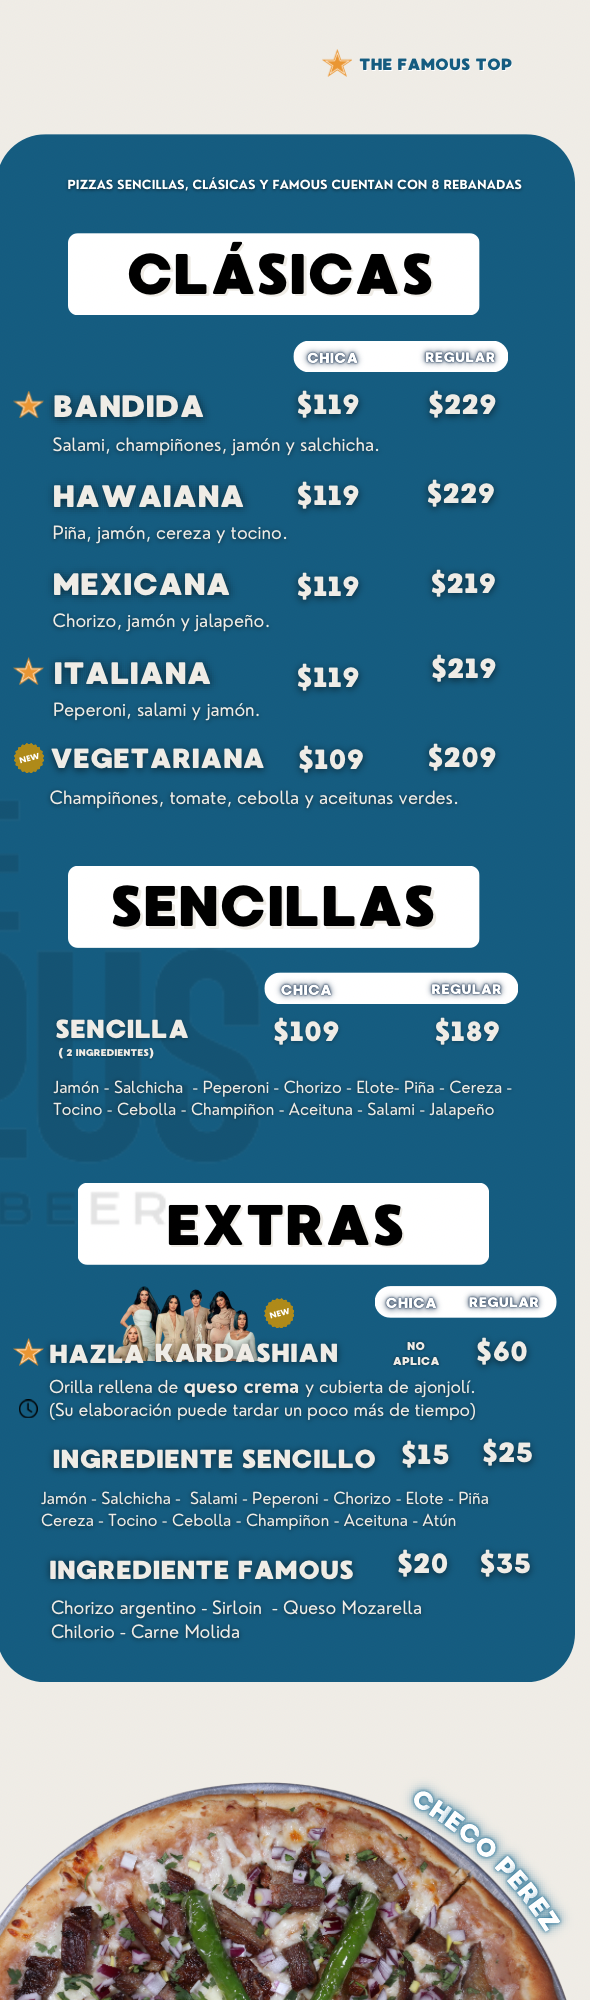 THE FAMOUS TOP
PIZZAS SENCILLAS, CLÁSICAS Y FAMOUS CUENTAN CON 8 REBANADAS
CLÁSICAS
CHICA REGULAR
BANDIDA $119 $229
Salami, champiñones, jamón y salchicha.
HAWAIANA $119 $229
Piña, jamón, cereza y tocino.
MEXICANA $119 $219
Chorizo, jamón y jalapeño.
ITALIANA $119 $219
Peperoni, salami y jamón.
NEW VEGETARIANA $109 $209
Champiñones, tomate, cebolla y aceitunas verdes.
SENCILLAS
CHICA REGULAR
SENCILLA $109 $189
( 2 INGREDIENTES)
Jamón - Salchicha - Peperoni - Chorizo - Elote- Piña - Cereza -
Tocino - Cebolla - Champiñon - Aceituna - Salami - Jalapeño
BEER
EXTRAS
NEW CHICA REGULAR
HAZLA KARDASHIAN NO APLICA $60
Orilla rellena de queso crema y cubierta de ajonjolí.
(Su elaboración puede tardar un poco más de tiempo)
INGREDIENTE SENCILLO $15 $25
Jamón - Salchicha - Salami - Peperoni - Chorizo - Elote - Piña
Cereza - Tocino - Cebolla - Champiñon - Aceituna - Atún
INGREDIENTE FAMOUS $20 $35
Chorizo argentino - Sirloin - Queso Mozarella
Chilorio - Carne Molida
CHECO PEREZ